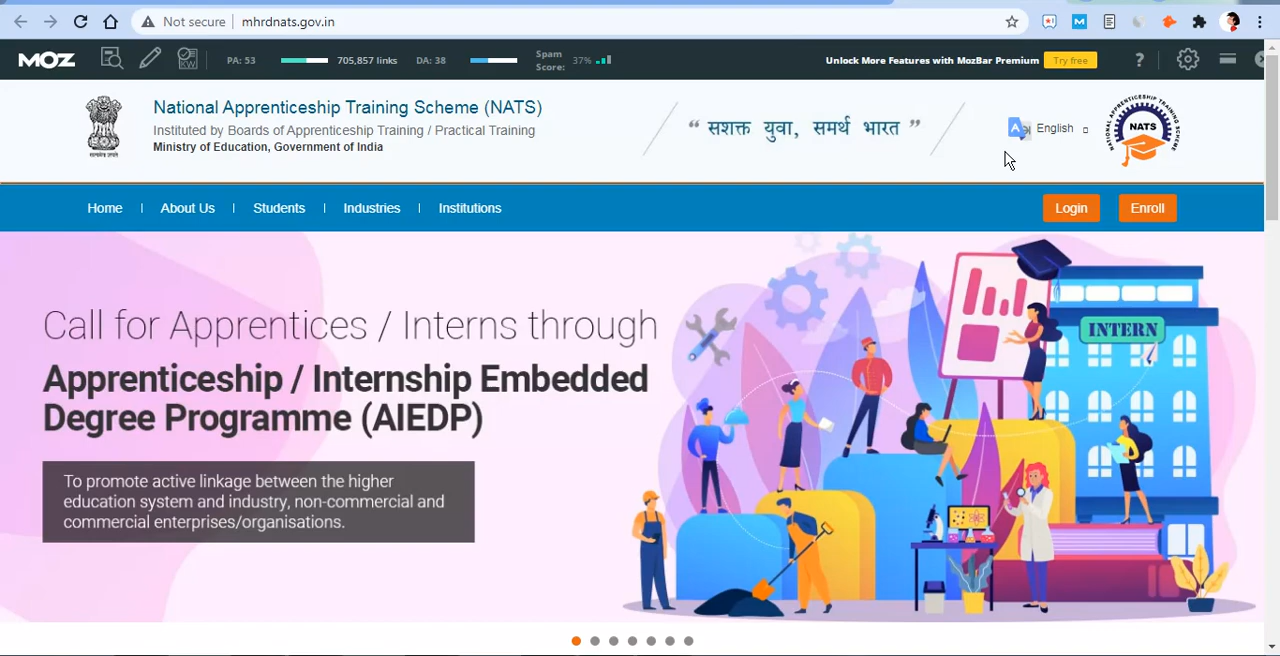 Not secure
mhrdnats.gov.in
MOZ
PA: 53
705,857 links
DA: 38
Spam
Score:
37%
Unlock More Features with MozBar Premium
Try free
?
National Apprenticeship Training Scheme (NATS)
Instituted by Boards of Apprenticeship Training / Practical Training
Ministry of Education, Government of India
“ सशक्त युवा, समर्थ भारत ”
A
English
NATIONAL APPRENTICESHIP TRAINING SCHEME
NATS
Home
About Us
Students
Industries
Institutions
Login
Enroll
Call for Apprentices / Interns through
Apprenticeship / Internship Embedded
Degree Programme (AIEDP)
To promote active linkage between the higher
education system and industry, non-commercial and
commercial enterprises/organisations.
INTERN